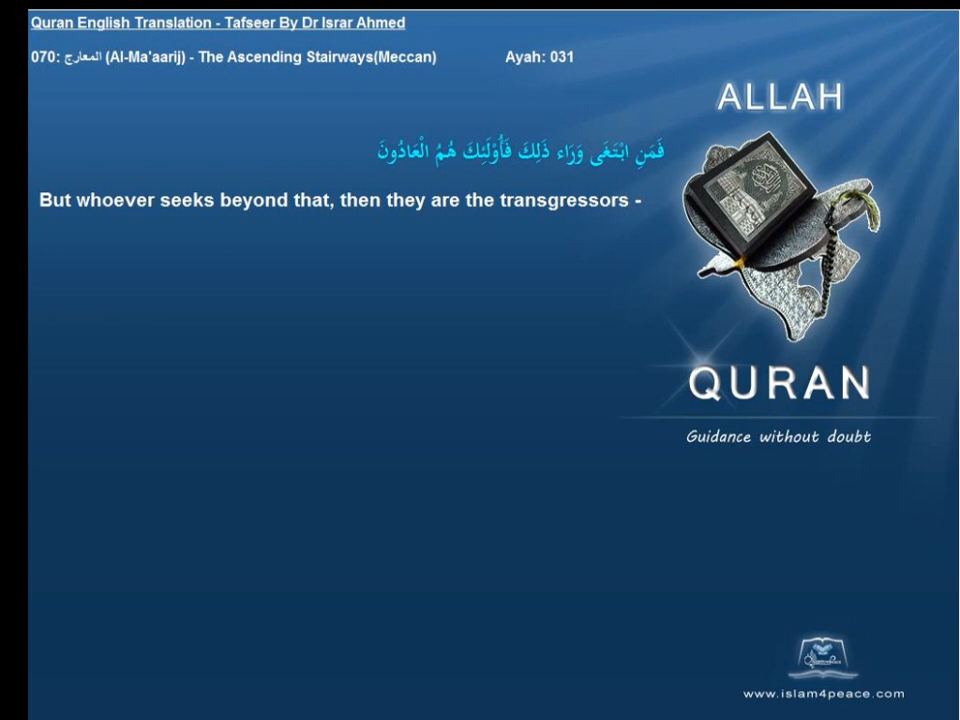 Quran English Translation - Tafseer By Dr Israr Ahmed
070: المعارج (Al-Ma'aarij) - The Ascending Stairways(Meccan) Ayah: 031
ALLAH
فَمَنِ ابْتَغَى وَرَاء ذَلِكَ فَأُوْلَئِكَ هُمُ الْعَادُونَ
But whoever seeks beyond that, then they are the transgressors -
QURAN
Guidance without doubt
www.islam4peace.com